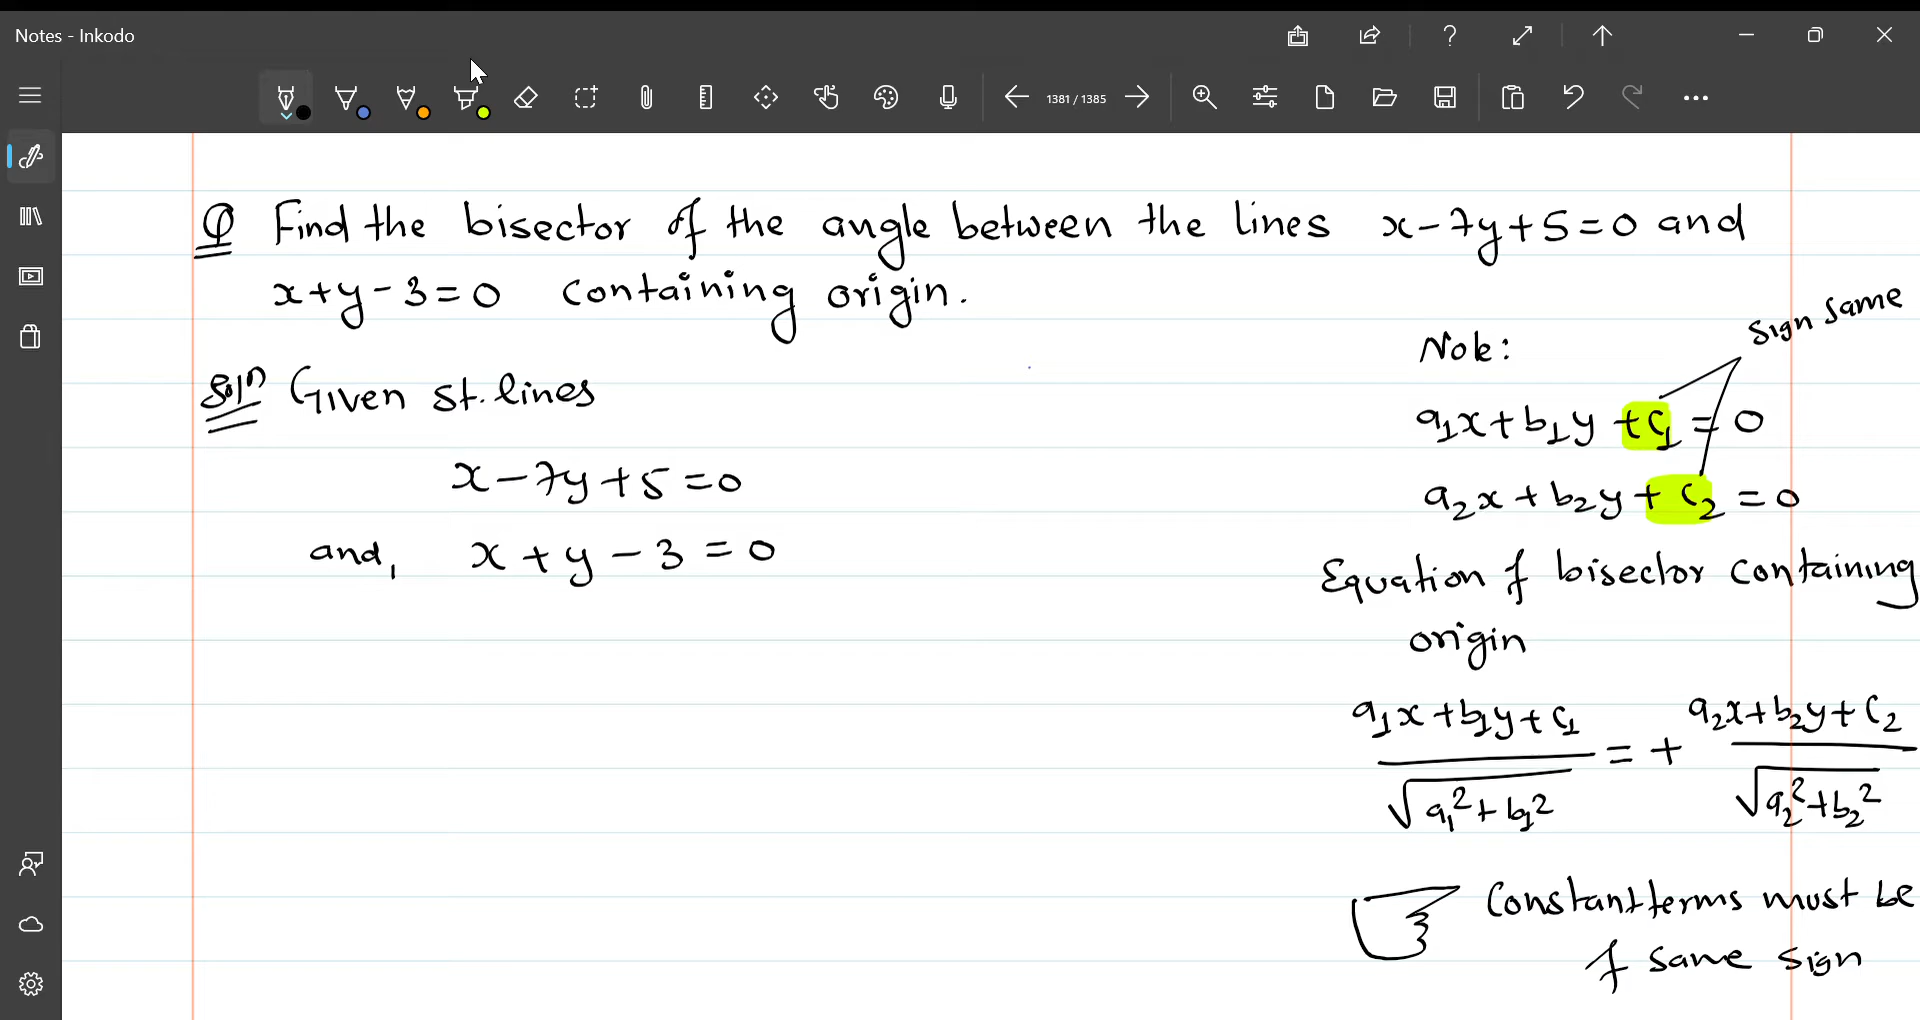 Notes - Inkodo
1381 / 1385
Q Find the bisector of the angle between the lines x-7y+5=0 and
x+y-3=0 containing origin.
Sign same
Note:
Solⁿ Given st. lines
a₁x+b₁y+c₁=0
x-7y+5=0
a₂x+b₂y+c₂=0
and, x+y-3=0
Equation of bisector containing
origin
(a₁x+b₁y+c₁)/√(a₁²+b₁²) = + (a₂x+b₂y+c₂)/√(a₂²+b₂²)
Constant terms must be
of same sign